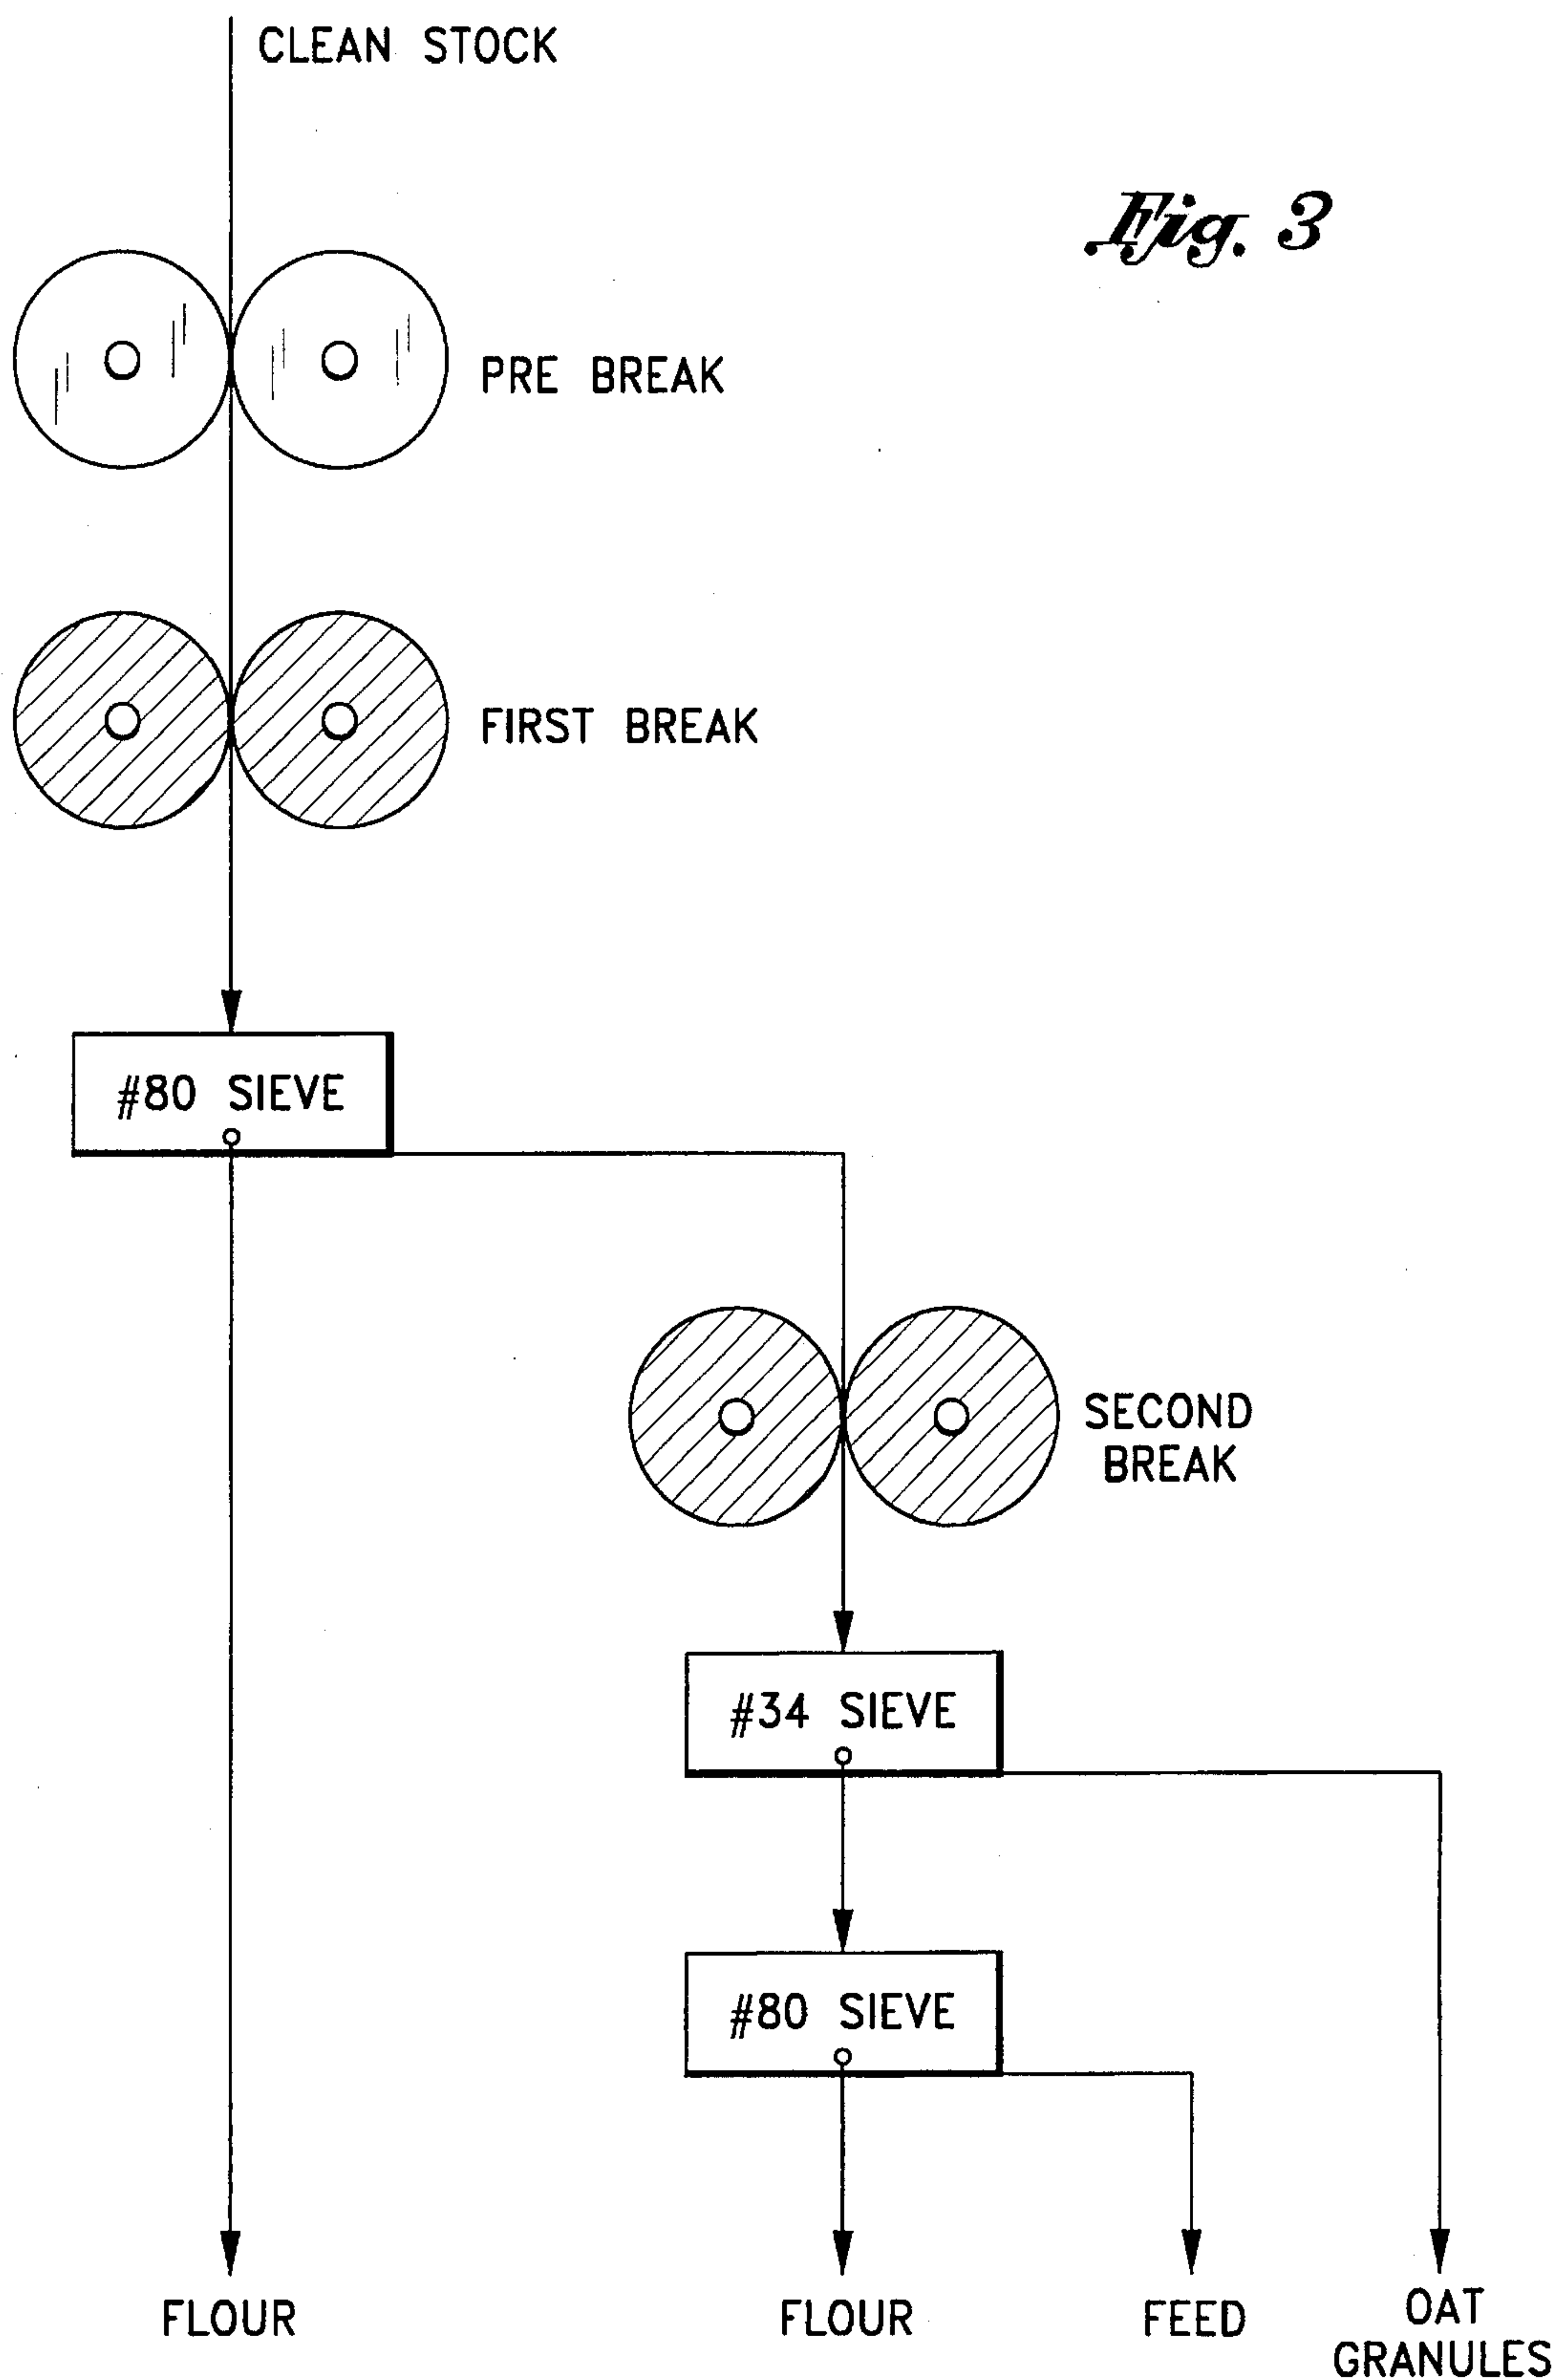 CLEAN STOCK
Fig. 3
PRE BREAK
FIRST BREAK
#80 SIEVE
SECOND
BREAK
#34 SIEVE
#80 SIEVE
FLOUR
FLOUR
FEED
OAT
GRANULES